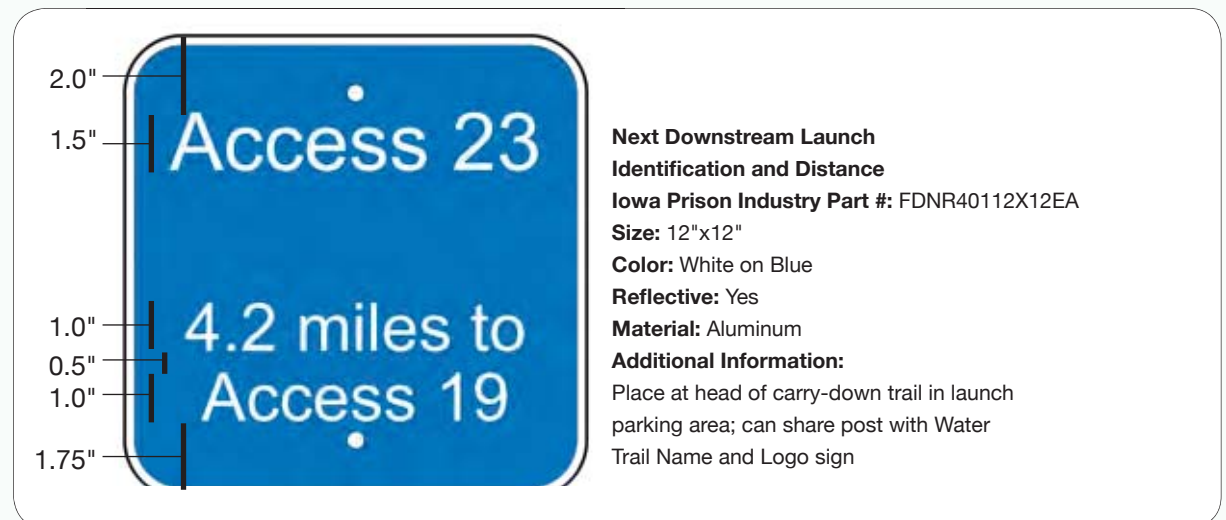 2.0"
1.5"
Access 23
1.0"
4.2 miles to
0.5"
1.0"
Access 19
1.75"
Next Downstream Launch
Identification and Distance
Iowa Prison Industry Part #: FDNR40112X12EA
Size: 12"x12"
Color: White on Blue
Reflective: Yes
Material: Aluminum
Additional Information:
Place at head of carry-down trail in launch
parking area; can share post with Water
Trail Name and Logo sign